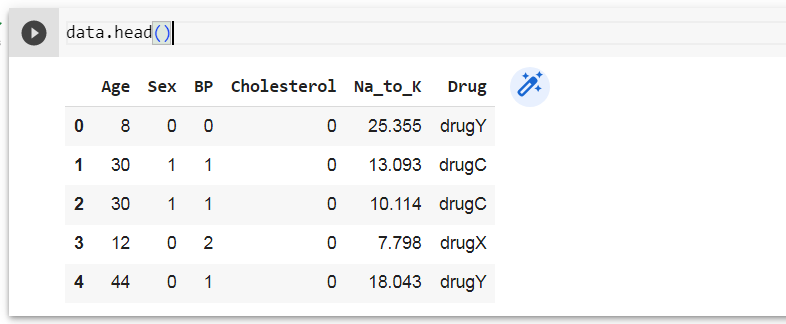 data.head()
Age Sex BP Cholesterol Na_to_K Drug
0 8 0 0 0 25.355 drugY
1 30 1 1 0 13.093 drugC
2 30 1 1 0 10.114 drugC
3 12 0 2 0 7.798 drugX
4 44 0 1 0 18.043 drugY